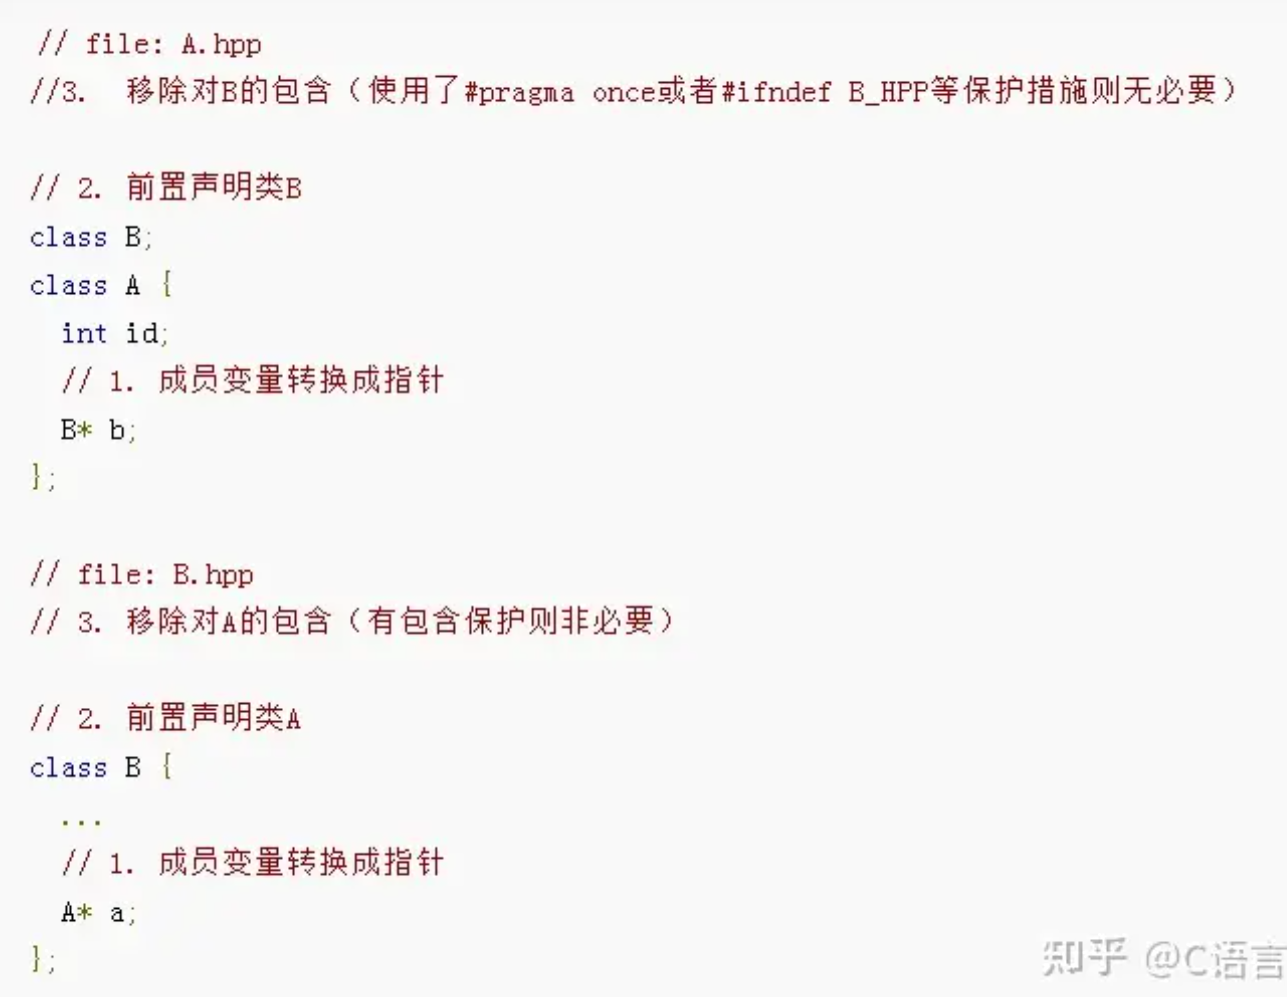 // file: A.hpp
//3. 移除对B的包含（使用了#pragma once或者#ifndef B_HPP等保护措施则无必要）
// 2. 前置声明类B
class B;
class A {
int id;
// 1. 成员变量转换成指针
B* b;
};
// file: B.hpp
// 3. 移除对A的包含（有包含保护则非必要）
// 2. 前置声明类A
class B {
...
// 1. 成员变量转换成指针
A* a;
};
知乎 @C语言